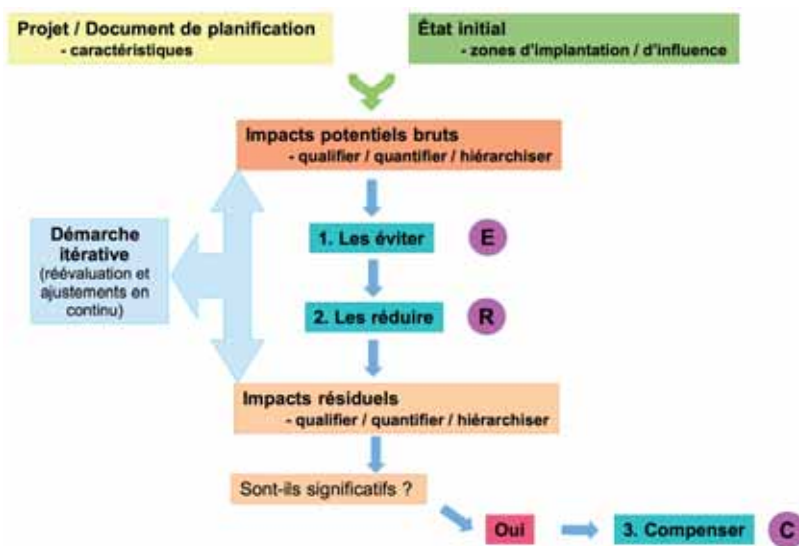 Projet / Document de planification
- caractéristiques
État initial
- zones d'implantation / d'influence
Impacts potentiels bruts
- qualifier / quantifier / hiérarchiser
Démarche
itérative
(réévaluation et
ajustements en
continu)
1. Les éviter
E
2. Les réduire
R
Impacts résiduels
- qualifier / quantifier / hiérarchiser
Sont-ils significatifs ?
Oui
3. Compenser
C